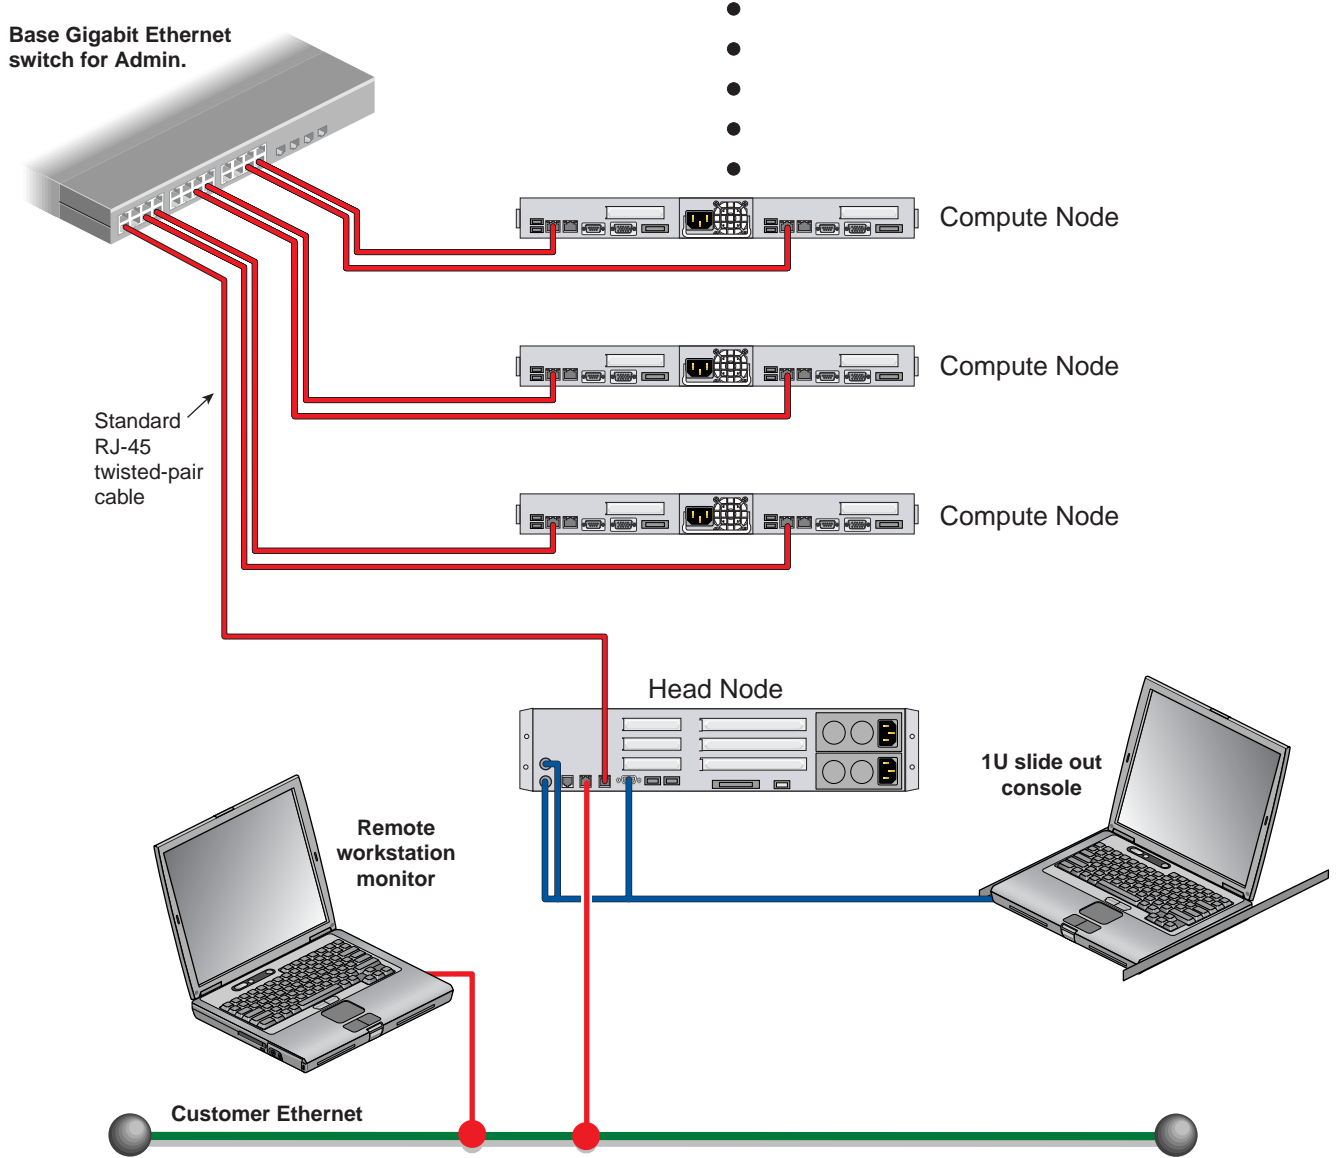 Base Gigabit Ethernet
switch for Admin.
Compute Node
Compute Node
Standard
RJ-45
twisted-pair
cable
Compute Node
Head Node
1U slide out
console
Remote
workstation
monitor
Customer Ethernet